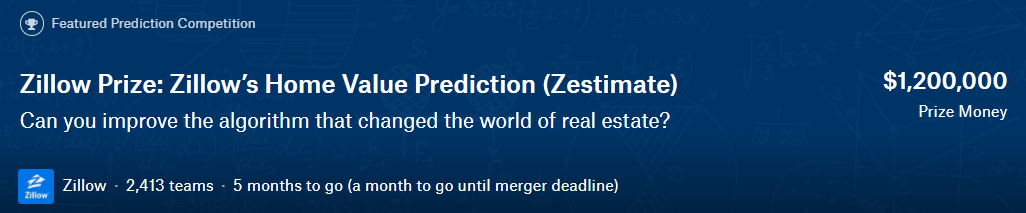 Featured Prediction Competition
Zillow Prize: Zillow’s Home Value Prediction (Zestimate)
$1,200,000
Can you improve the algorithm that changed the world of real estate?
Prize Money
Zillow
Zillow · 2,413 teams · 5 months to go (a month to go until merger deadline)